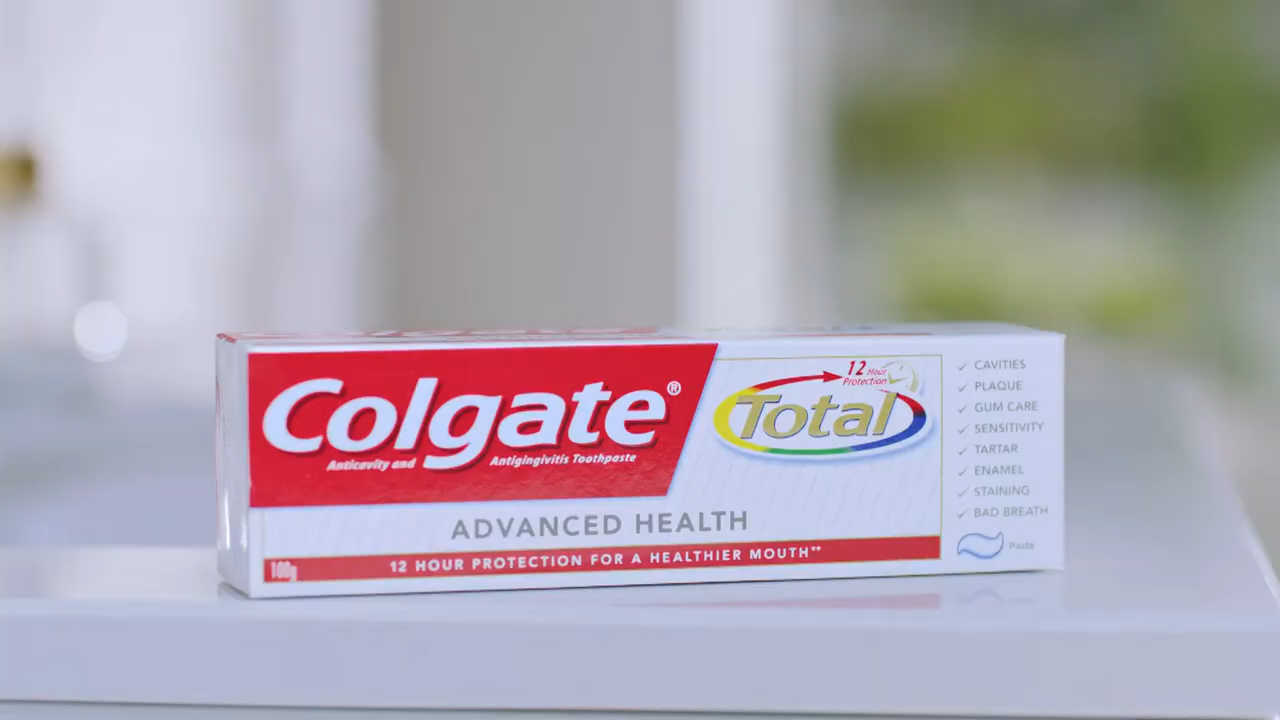 Colgate®
Anticavity and Antigingivitis Toothpaste
12 Hour
Protection
Total
ADVANCED HEALTH
12 HOUR PROTECTION FOR A HEALTHIER MOUTH**
100g
CAVITIES
PLAQUE
GUM CARE
SENSITIVITY
TARTAR
ENAMEL
STAINING
BAD BREATH
Paste